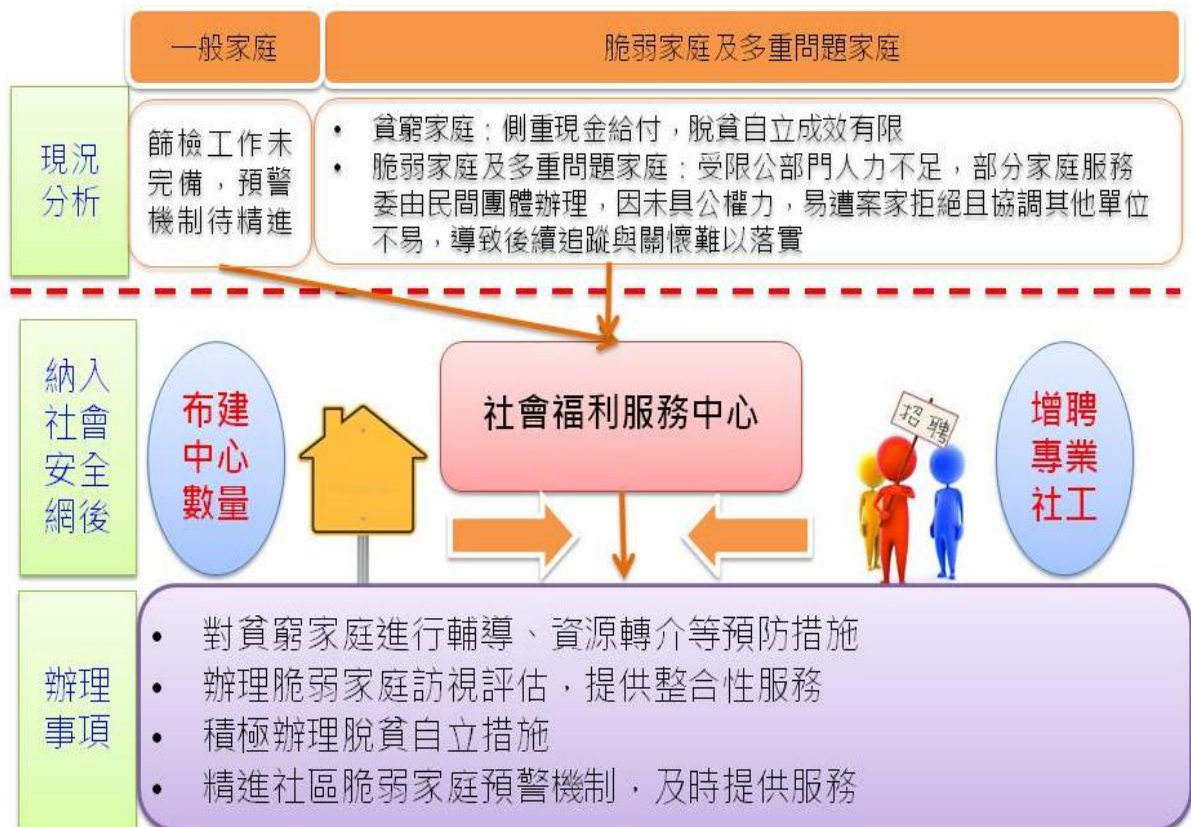 一般家庭
脆弱家庭及多重問題家庭
現況
分析
篩檢工作未
完備，預警
機制待精進
• 貧窮家庭：側重現金給付，脫貧自立成效有限
• 脆弱家庭及多重問題家庭：受限公部門人力不足，部分家庭服務
委由民間團體辦理，因未具公權力，易遭案家拒絕且協調其他單位
不易，導致後續追蹤與關懷難以落實
納入
社會
安全
網後
布建
中心
數量
社會福利服務中心
招聘
增聘
專業
社工
辦理
事項
• 對貧窮家庭進行輔導、資源轉介等預防措施
• 辦理脆弱家庭訪視評估，提供整合性服務
• 積極辦理脫貧自立措施
• 精進社區脆弱家庭預警機制，及時提供服務